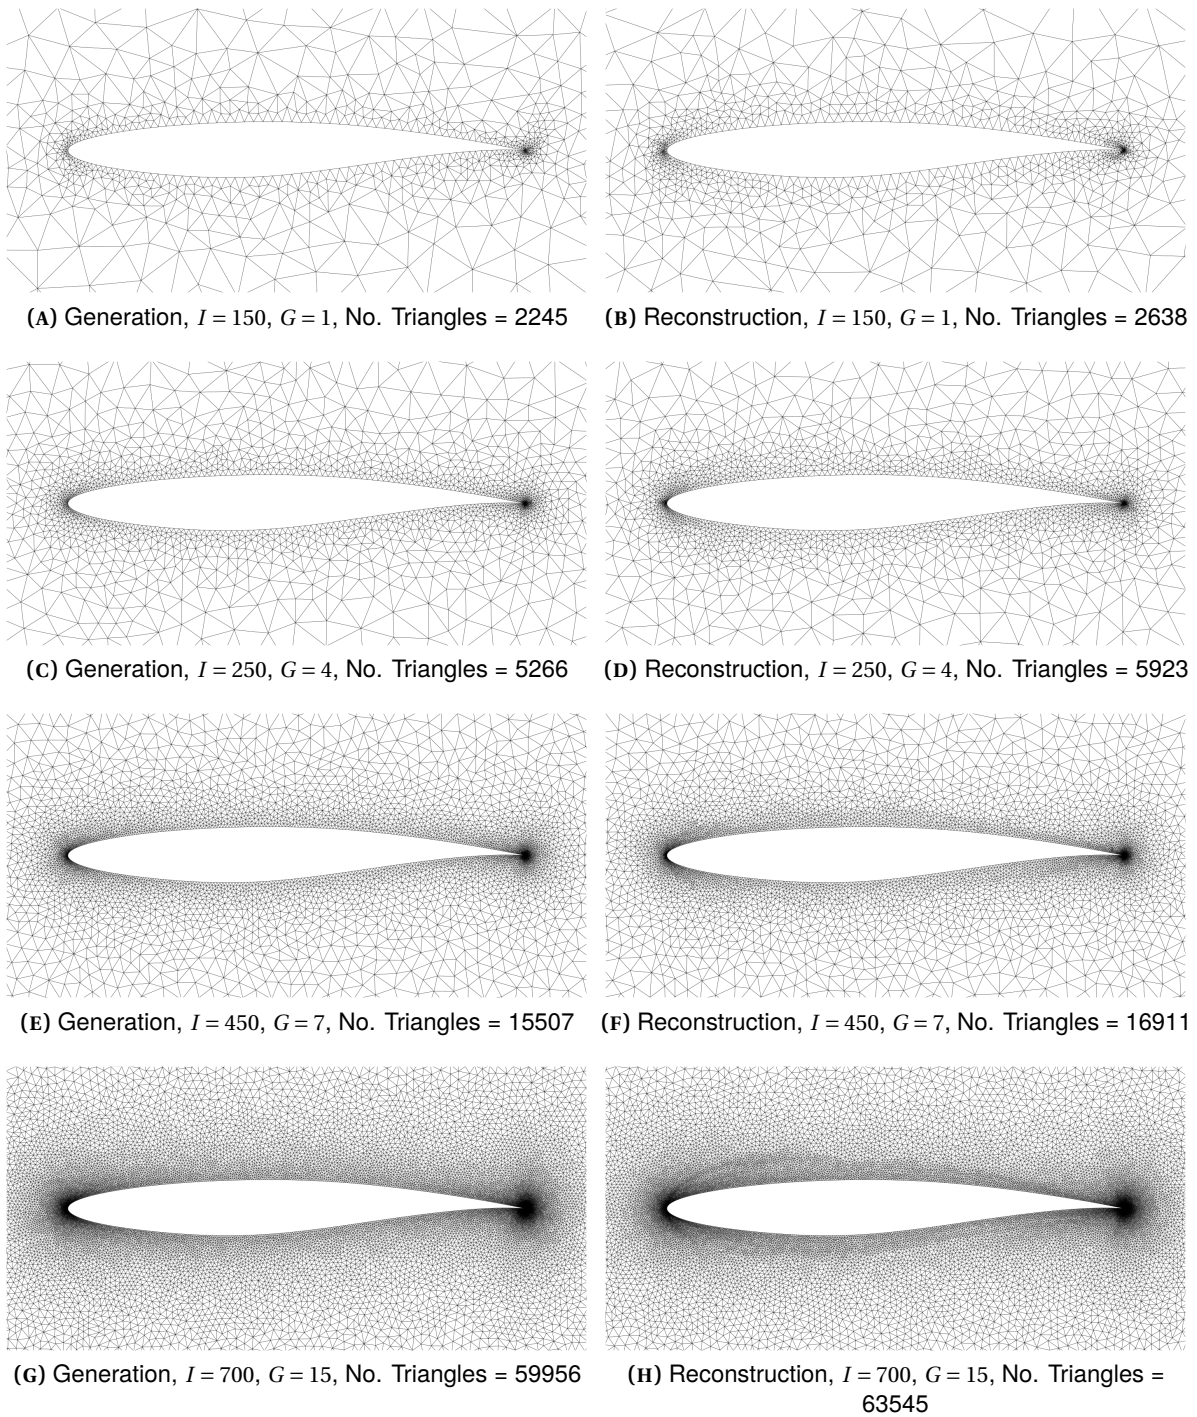 (A) Generation, I = 150, G = 1, No. Triangles = 2245
(B) Reconstruction, I = 150, G = 1, No. Triangles = 2638
(C) Generation, I = 250, G = 4, No. Triangles = 5266
(D) Reconstruction, I = 250, G = 4, No. Triangles = 5923
(E) Generation, I = 450, G = 7, No. Triangles = 15507
(F) Reconstruction, I = 450, G = 7, No. Triangles = 16911
(G) Generation, I = 700, G = 15, No. Triangles = 59956
(H) Reconstruction, I = 700, G = 15, No. Triangles =
63545